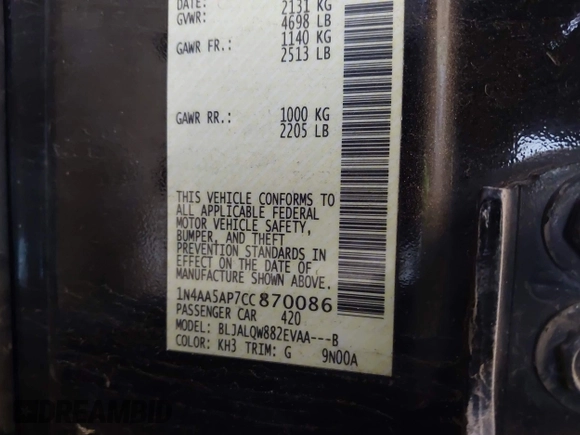 DATE: 2131 KG
GVWR: 4698 LB
GAWR FR.: 1140 KG
2513 LB
GAWR RR.: 1000 KG
2205 LB
THIS VEHICLE CONFORMS TO
ALL APPLICABLE FEDERAL
MOTOR VEHICLE SAFETY,
BUMPER, AND THEFT
PREVENTION STANDARDS IN
EFFECT ON THE DATE OF
MANUFACTURE SHOWN ABOVE.
1N4AA5AP7CC870086
PASSENGER CAR 420
MODEL: BLJALQW882EVAA---B
COLOR: KH3 TRIM: G 9N00A
DREAMBID